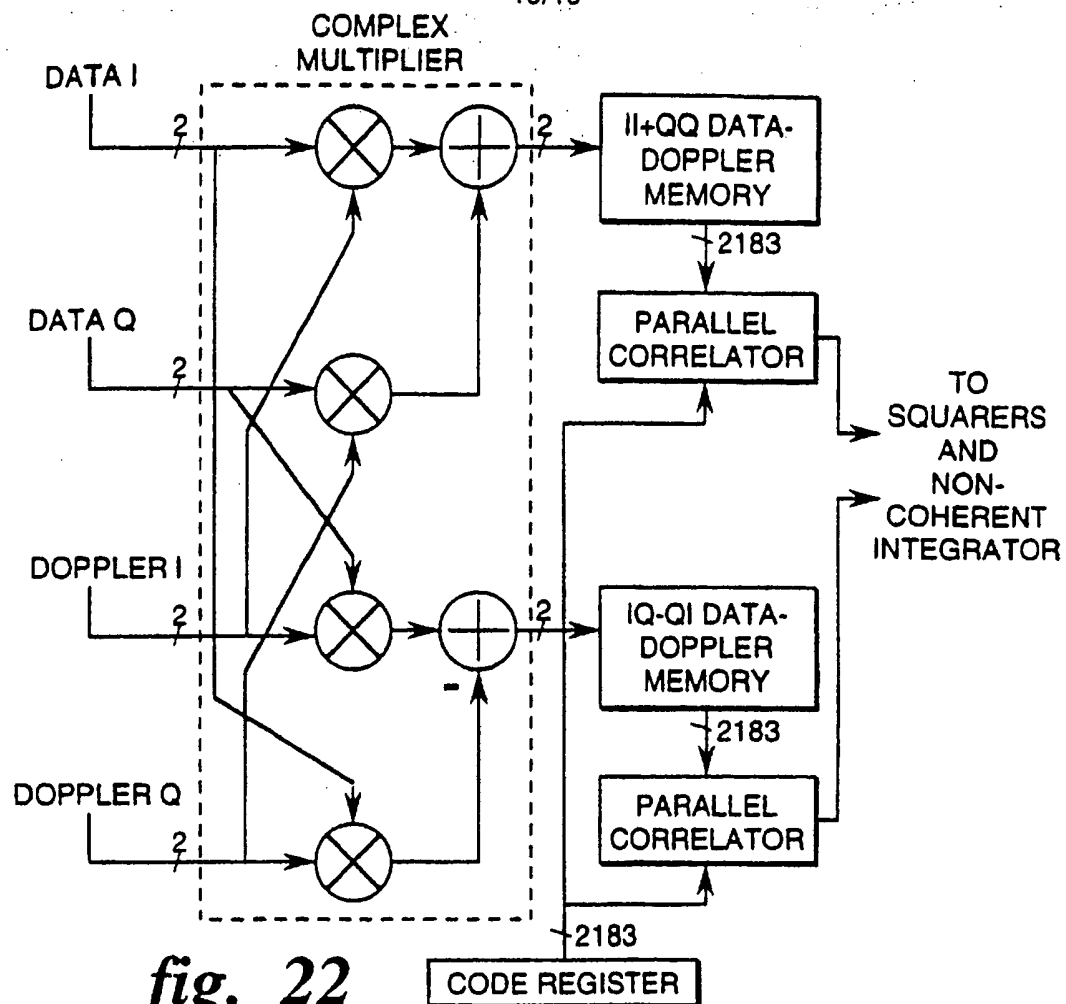 COMPLEX
MULTIPLIER
DATA I
2
2
II+QQ DATA-
DOPPLER
MEMORY
2183
DATA Q
2
PARALLEL
CORRELATOR
TO
SQUARERS
AND
NON-
COHERENT
INTEGRATOR
DOPPLER I
2
2
IQ-QI DATA-
DOPPLER
MEMORY
-
2183
DOPPLER Q
2
PARALLEL
CORRELATOR
2183
fig. 22
CODE REGISTER